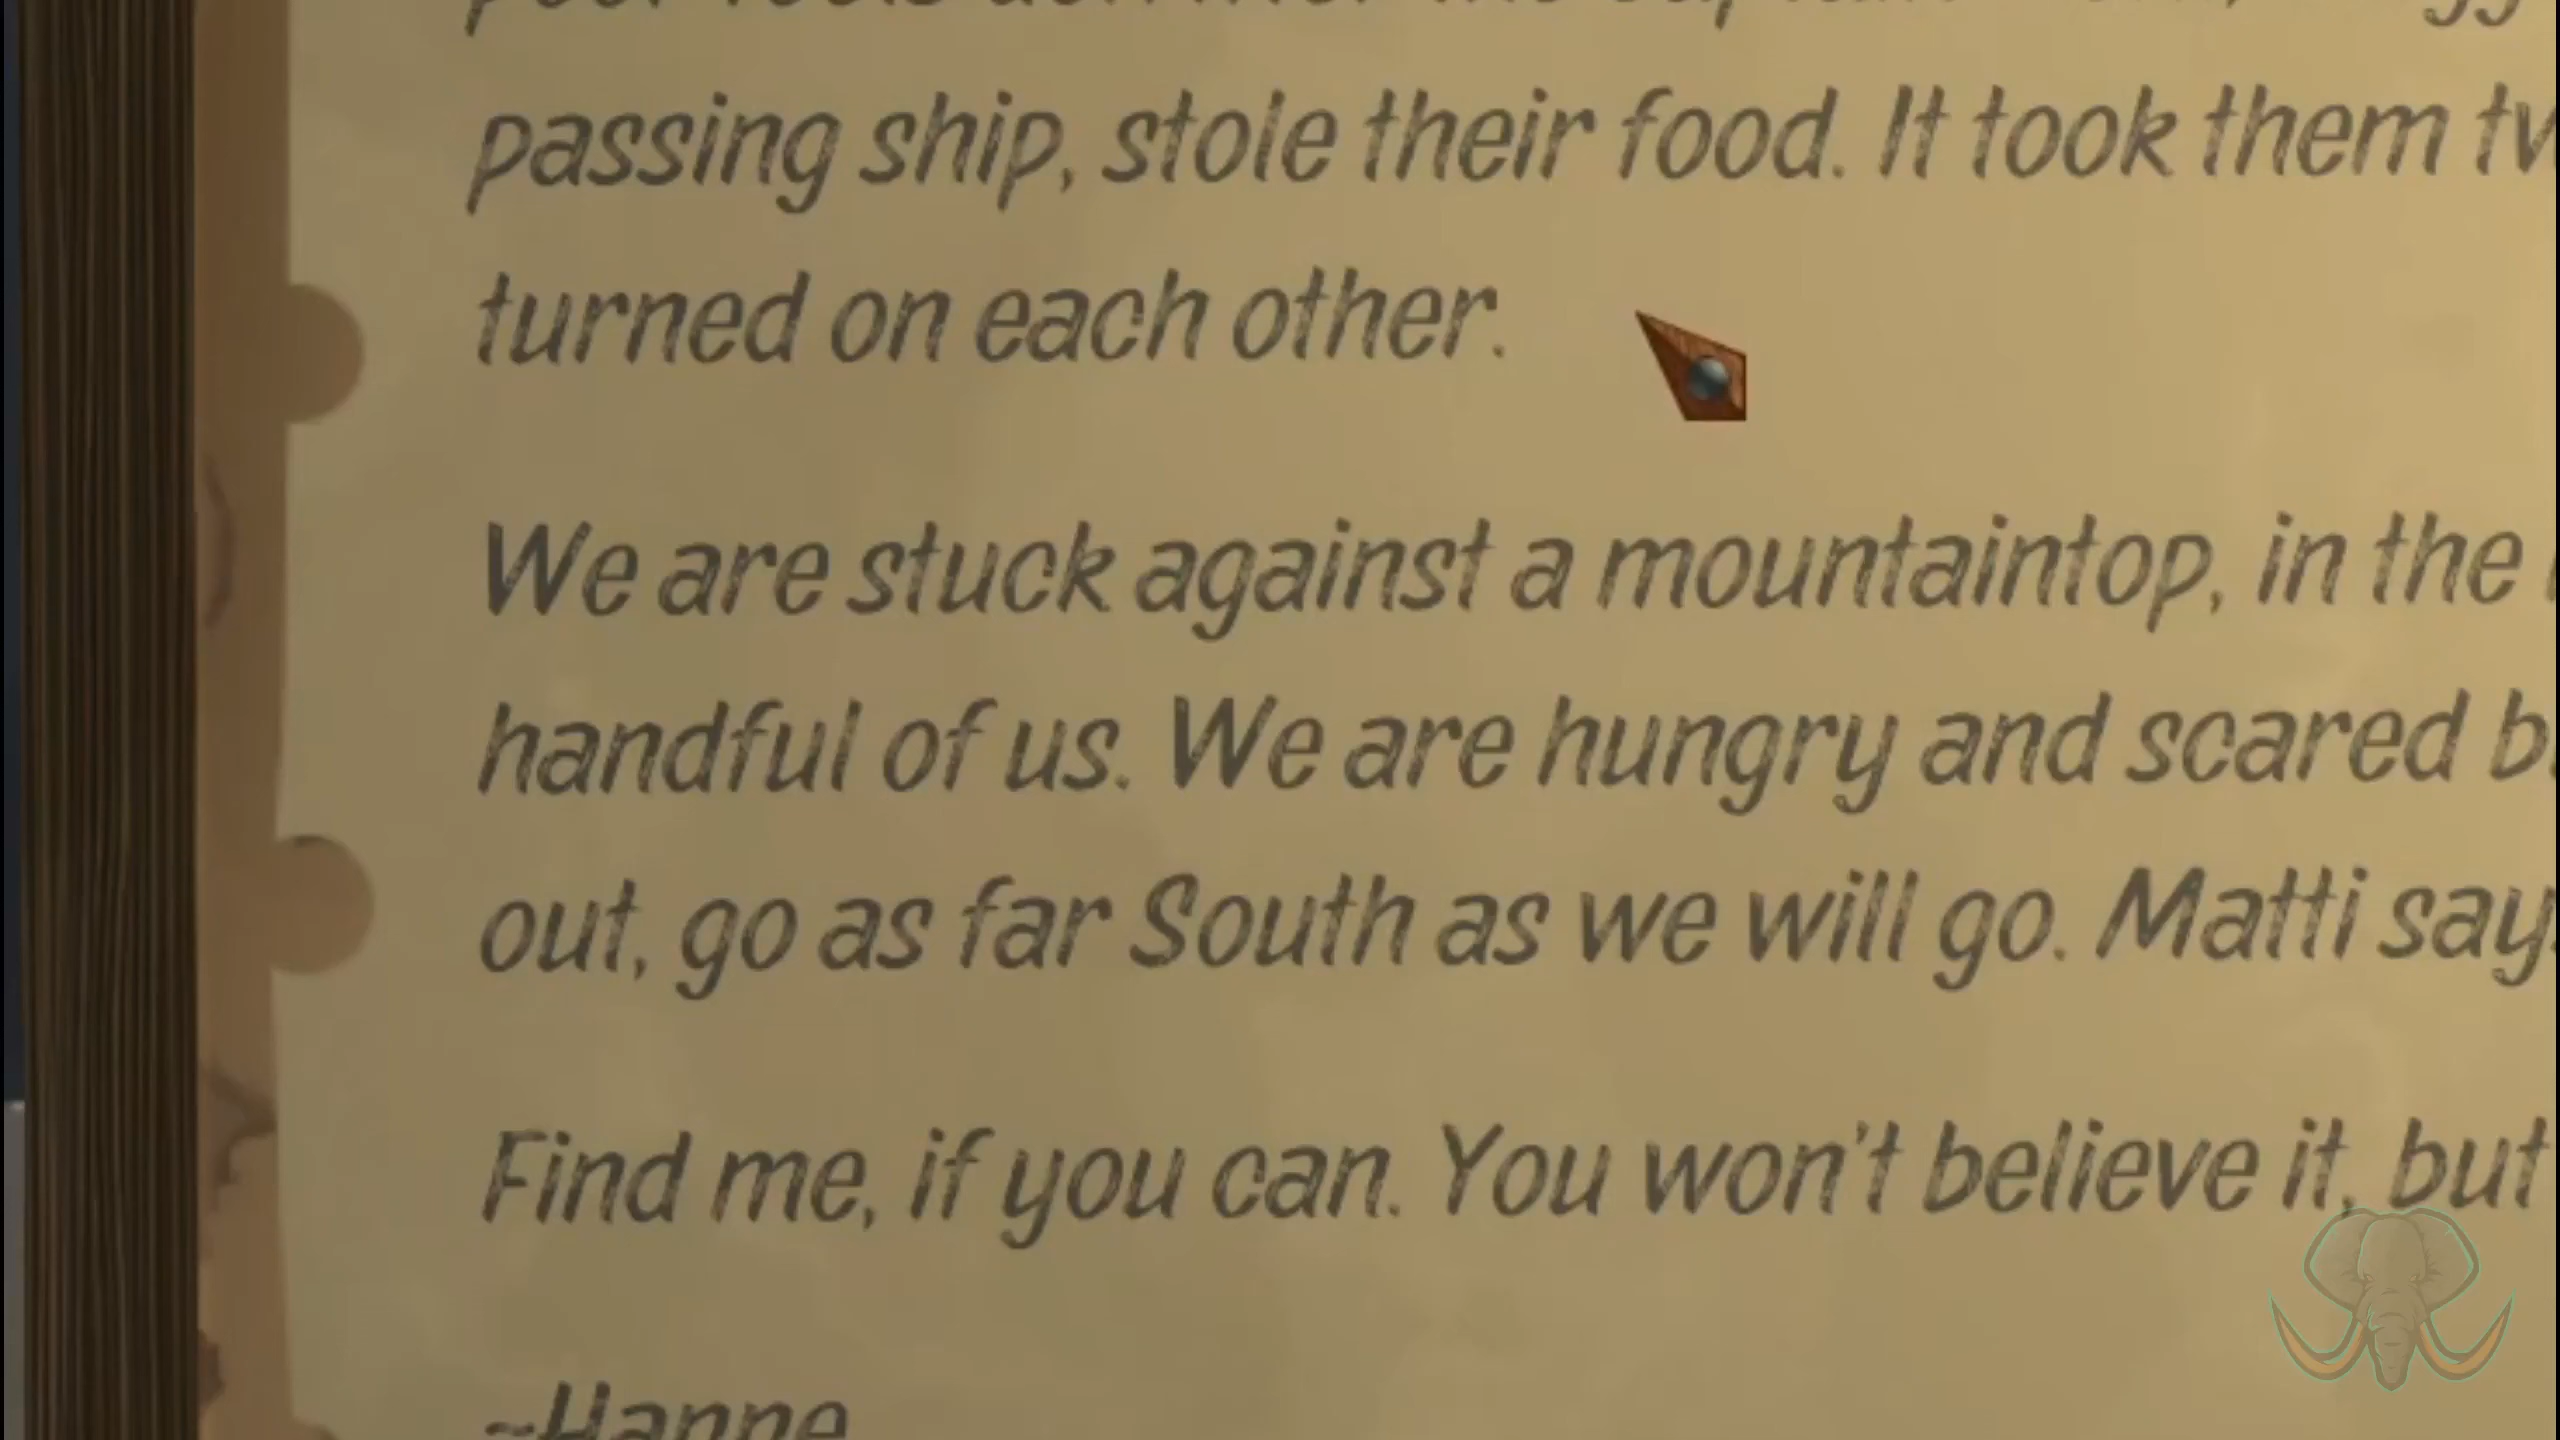 passing ship, stole their food. It took them
turned on each other.
We are stuck against a mountaintop, in the
handful of us. We are hungry and scared
out, go as far South as we will go. Matti
Find me, if you can. You won't believe it, but
~Hanne